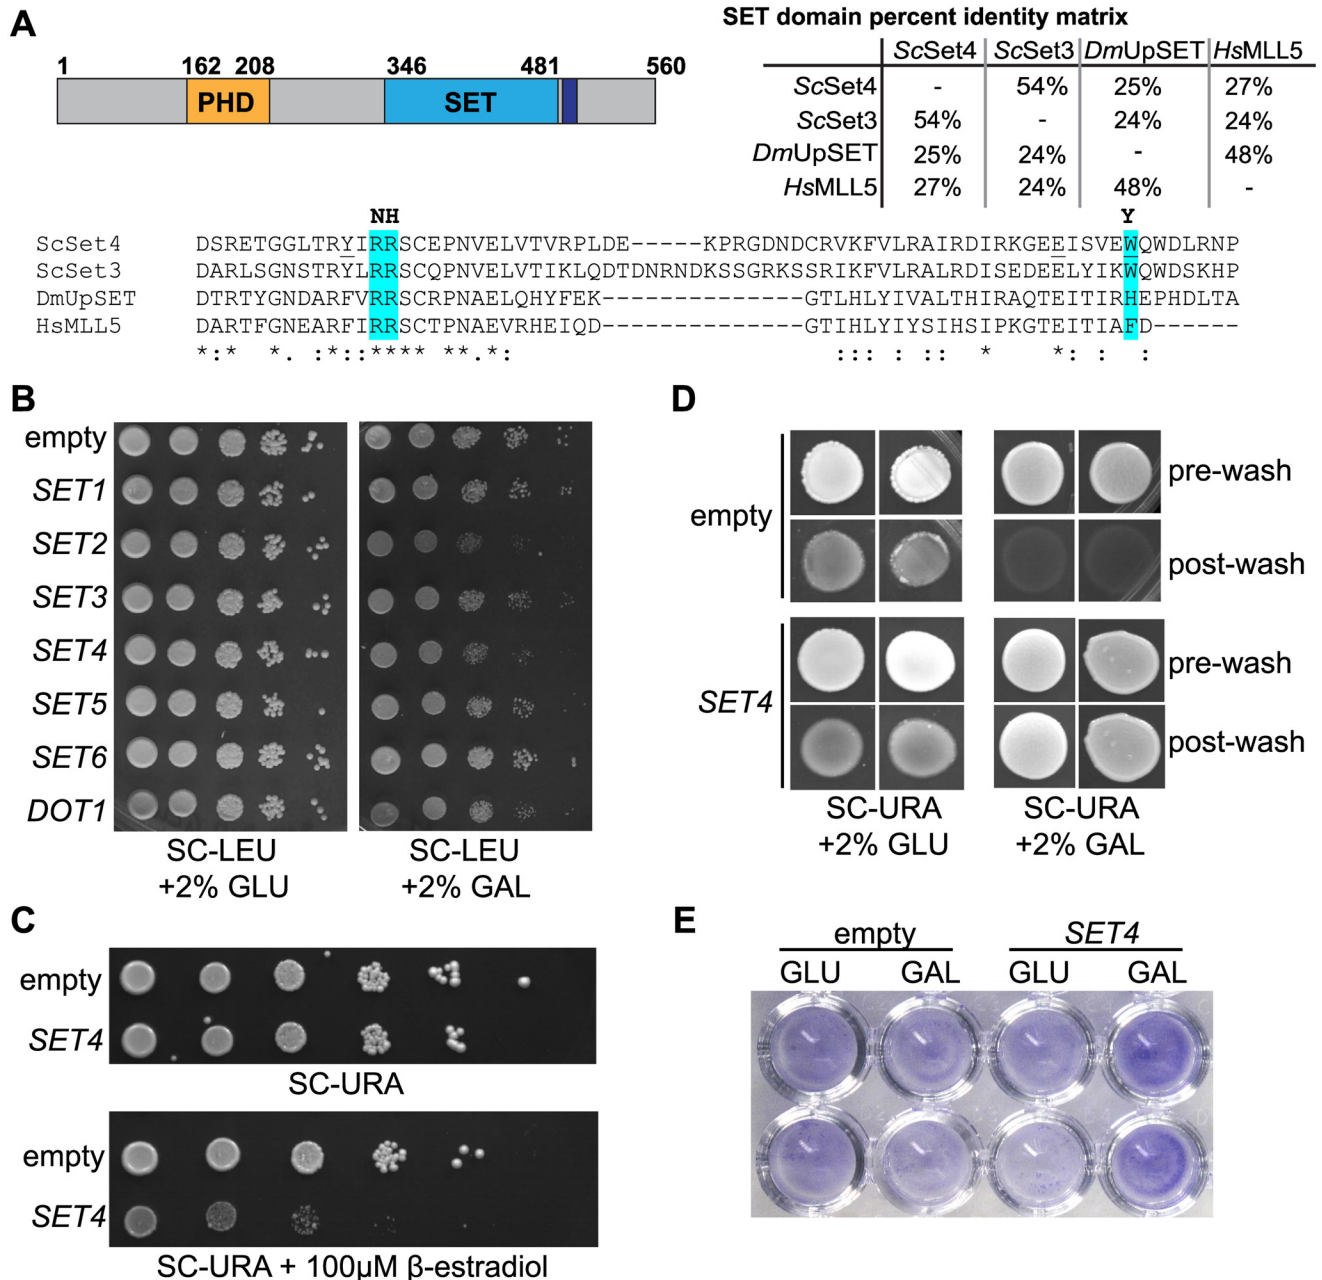 A
1 162 208 346 481 560
PHD SET
SET domain percent identity matrix
ScSet4 ScSet3 DmUpSET HsMLL5
ScSet4 - 54% 25% 27%
ScSet3 54% - 24% 24%
DmUpSET 25% 24% - 48%
HsMLL5 27% 24% 48% -
NH Y
ScSet4 DSRETGGLTRYIRRSCEPNVELVTVRPLDE-----KPRGDNDCRVKFVLRAIRDIRKGEEISVEWQWDLRNP
ScSet3 DARLSGNSTRYLRRSCQPNVELVTIKLQDTDNRNDKSSGRKSSRIKFVLRALRDISEDEELYIKWQWDSKHP
DmUpSET DTRTYGNDARFVRRSCRPNAELQHYFEK--------------GTLHLYIVALTHIRAQTEITIRHEPHDLTA
HsMLL5 DARTFGNEARFIRRSCTPNAEVRHEIQD--------------GTIHLYIYSIHSIPKGTEITIAFD------
*:* *. :*::**** **.*: ::: : :: * *: : :
B
empty
SET1
SET2
SET3
SET4
SET5
SET6
DOT1
SC-LEU
+2% GLU
SC-LEU
+2% GAL
C
empty
SET4
SC-URA
empty
SET4
SC-URA + 100µM β-estradiol
D
empty
pre-wash
post-wash
SET4
pre-wash
post-wash
SC-URA
+2% GLU
SC-URA
+2% GAL
E
empty SET4
GLU GAL GLU GAL